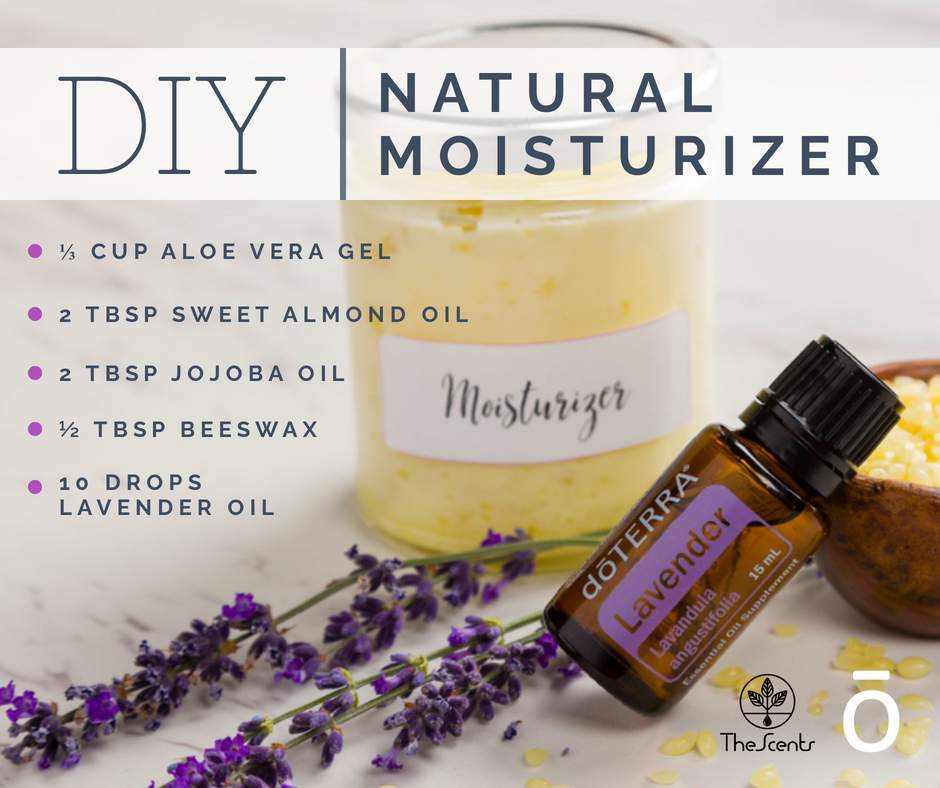 DIY
NATURAL
MOISTURIZER
⅓ CUP ALOE VERA GEL
2 TBSP SWEET ALMOND OIL
2 TBSP JOJOBA OIL
½ TBSP BEESWAX
10 DROPS
LAVENDER OIL
Moisturizer
dōTERRA®
Lavender
Lavandula
angustifolia
15 mL
Essential Oil Supplement
TheScents
ō